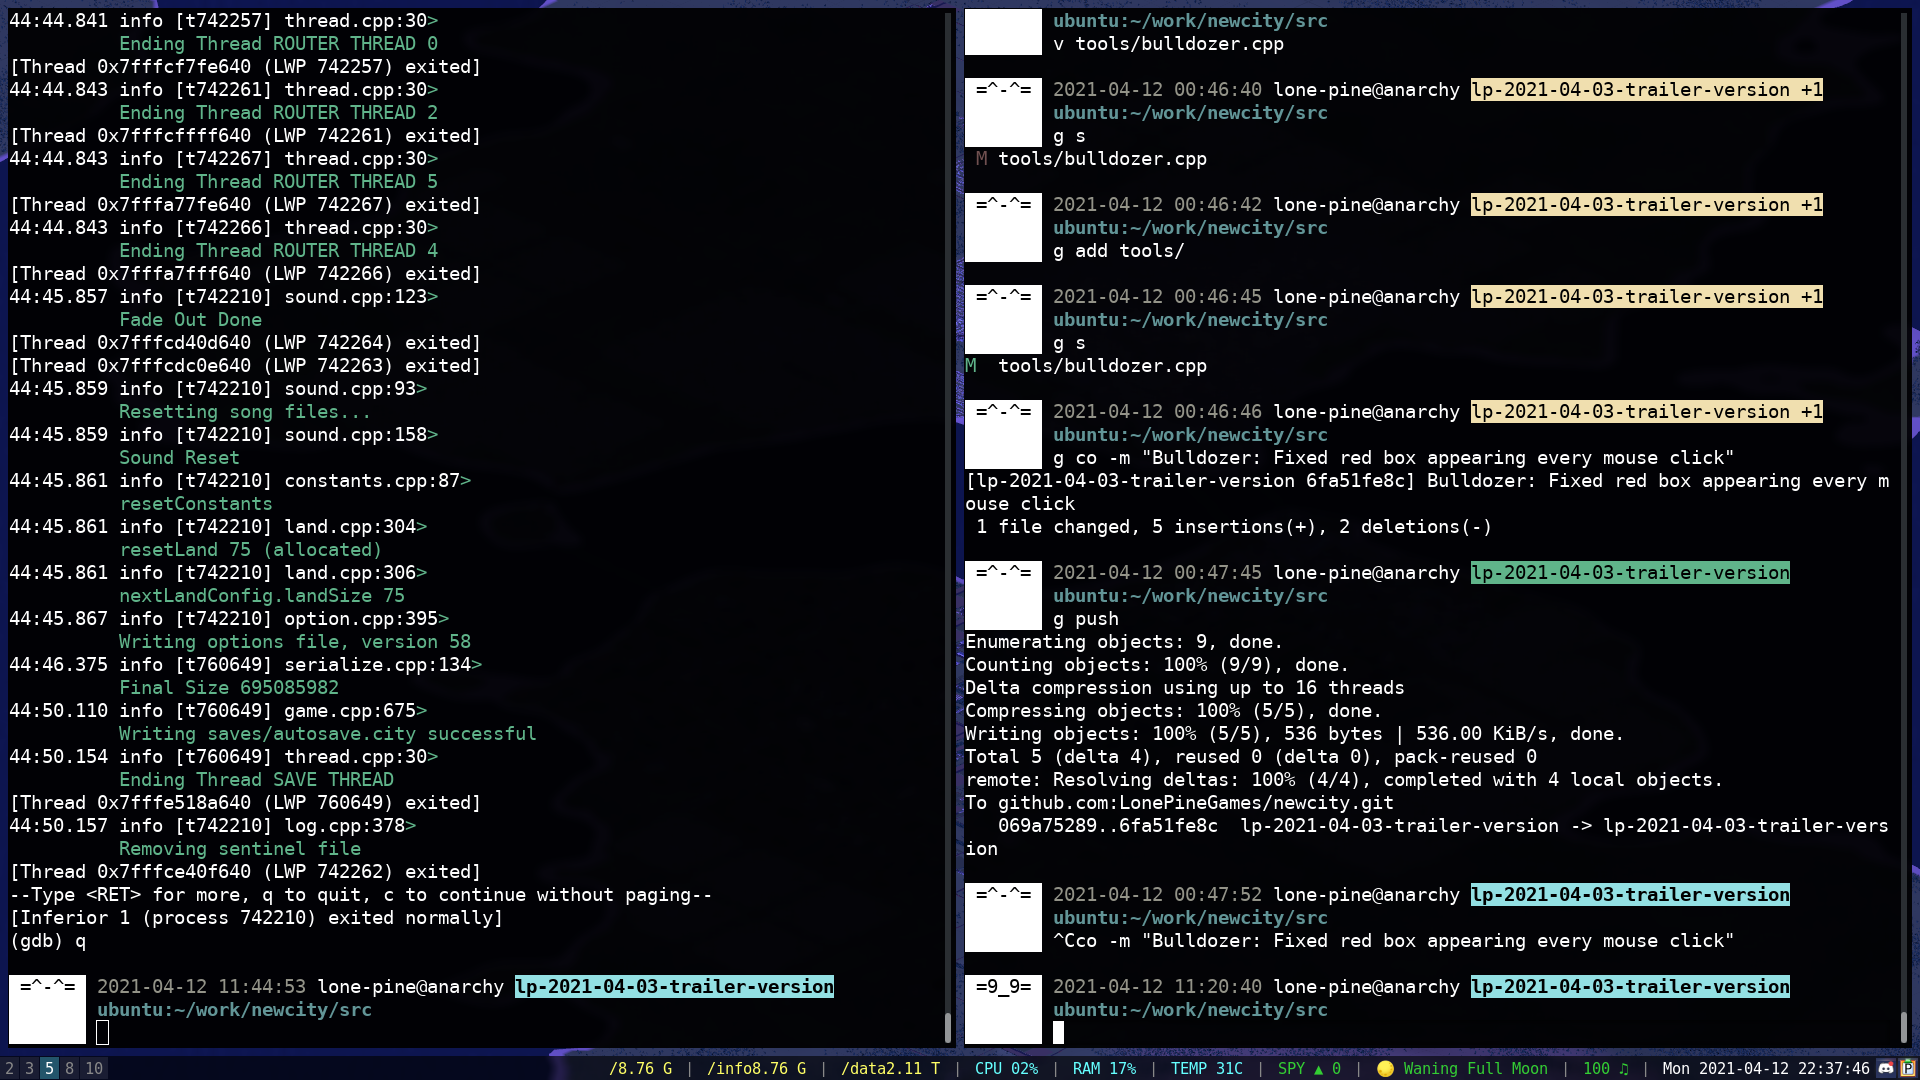 44:44.841 info [t742257] thread.cpp:30>
Ending Thread ROUTER THREAD 0
[Thread 0x7fffcf7fe640 (LWP 742257) exited]
44:44.843 info [t742261] thread.cpp:30>
Ending Thread ROUTER THREAD 2
[Thread 0x7fffcffff640 (LWP 742261) exited]
44:44.843 info [t742267] thread.cpp:30>
Ending Thread ROUTER THREAD 5
[Thread 0x7fffa77fe640 (LWP 742267) exited]
44:44.843 info [t742266] thread.cpp:30>
Ending Thread ROUTER THREAD 4
[Thread 0x7fffa7fff640 (LWP 742266) exited]
44:45.857 info [t742210] sound.cpp:123>
Fade Out Done
[Thread 0x7fffcd40d640 (LWP 742264) exited]
[Thread 0x7fffcdc0e640 (LWP 742263) exited]
44:45.859 info [t742210] sound.cpp:93>
Resetting song files...
44:45.859 info [t742210] sound.cpp:158>
Sound Reset
44:45.861 info [t742210] constants.cpp:87>
resetConstants
44:45.861 info [t742210] land.cpp:304>
resetLand 75 (allocated)
44:45.861 info [t742210] land.cpp:306>
nextLandConfig.landSize 75
44:45.867 info [t742210] option.cpp:395>
Writing options file, version 58
44:46.375 info [t760649] serialize.cpp:134>
Final Size 695085982
44:50.110 info [t760649] game.cpp:675>
Writing saves/autosave.city successful
44:50.154 info [t760649] thread.cpp:30>
Ending Thread SAVE THREAD
[Thread 0x7fffe518a640 (LWP 760649) exited]
44:50.157 info [t742210] log.cpp:378>
Removing sentinel file
[Thread 0x7fffce40f640 (LWP 742262) exited]
--Type <RET> for more, q to quit, c to continue without paging--
[Inferior 1 (process 742210) exited normally]
(gdb) q
=^-^= 2021-04-12 11:44:53 lone-pine@anarchy lp-2021-04-03-trailer-version
ubuntu:~/work/newcity/src
ubuntu:~/work/newcity/src
v tools/bulldozer.cpp
=^-^= 2021-04-12 00:46:40 lone-pine@anarchy lp-2021-04-03-trailer-version +1
ubuntu:~/work/newcity/src
g s
M tools/bulldozer.cpp
=^-^= 2021-04-12 00:46:42 lone-pine@anarchy lp-2021-04-03-trailer-version +1
ubuntu:~/work/newcity/src
g add tools/
=^-^= 2021-04-12 00:46:45 lone-pine@anarchy lp-2021-04-03-trailer-version +1
ubuntu:~/work/newcity/src
g s
M  tools/bulldozer.cpp
=^-^= 2021-04-12 00:46:46 lone-pine@anarchy lp-2021-04-03-trailer-version +1
ubuntu:~/work/newcity/src
g co -m "Bulldozer: Fixed red box appearing every mouse click"
[lp-2021-04-03-trailer-version 6fa51fe8c] Bulldozer: Fixed red box appearing every m
ouse click
1 file changed, 5 insertions(+), 2 deletions(-)
=^-^= 2021-04-12 00:47:45 lone-pine@anarchy lp-2021-04-03-trailer-version
ubuntu:~/work/newcity/src
g push
Enumerating objects: 9, done.
Counting objects: 100% (9/9), done.
Delta compression using up to 16 threads
Compressing objects: 100% (5/5), done.
Writing objects: 100% (5/5), 536 bytes | 536.00 KiB/s, done.
Total 5 (delta 4), reused 0 (delta 0), pack-reused 0
remote: Resolving deltas: 100% (4/4), completed with 4 local objects.
To github.com:LonePineGames/newcity.git
069a75289..6fa51fe8c  lp-2021-04-03-trailer-version -> lp-2021-04-03-trailer-vers
ion
=^-^= 2021-04-12 00:47:52 lone-pine@anarchy lp-2021-04-03-trailer-version
ubuntu:~/work/newcity/src
^Cco -m "Bulldozer: Fixed red box appearing every mouse click"
=9_9= 2021-04-12 11:20:40 lone-pine@anarchy lp-2021-04-03-trailer-version
ubuntu:~/work/newcity/src
2 3 5 8 10 /8.76 G | /info8.76 G | /data2.11 T | CPU 02% | RAM 17% | TEMP 31C | SPY ▲ 0 | Waning Full Moon | 100 ♫ | Mon 2021-04-12 22:37:46